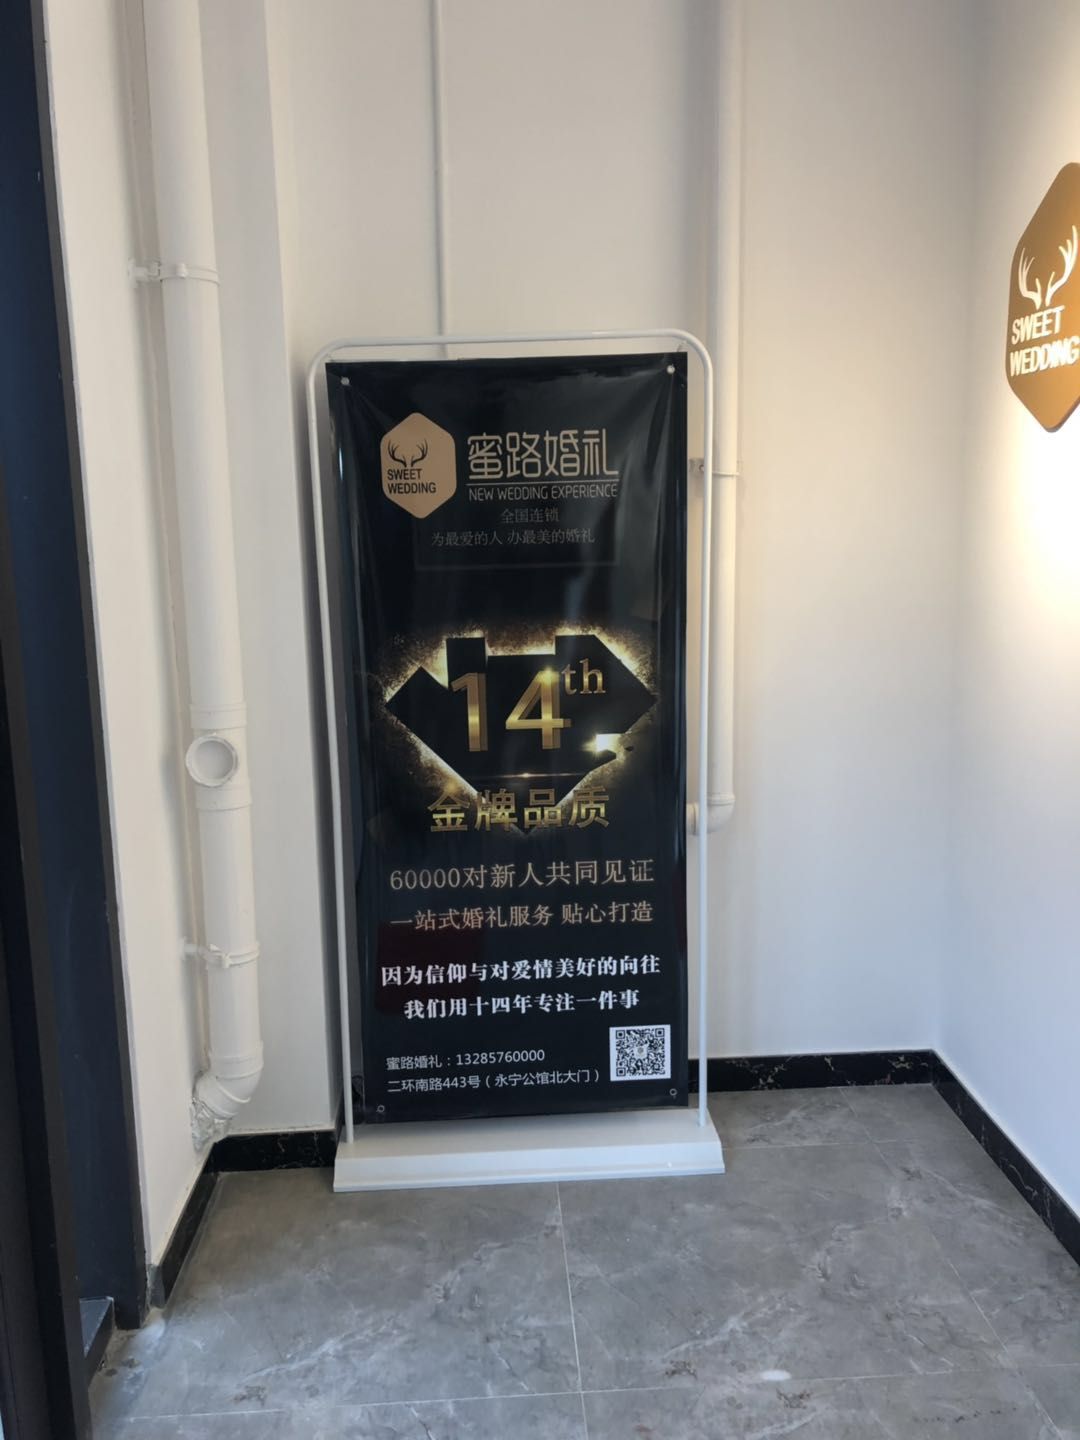 SWEET
WEDDING
蜜路婚礼
NEW WEDDING EXPERIENCE
全国连锁
为最爱的人 办最美的婚礼
14th
金牌品质
60000对新人共同见证
一站式婚礼服务 贴心打造
因为信仰与对爱情美好的向往
我们用十四年专注一件事
蜜路婚礼：13285760000
二环南路443号（永宁公馆北大门）
SWEET
WEDDING